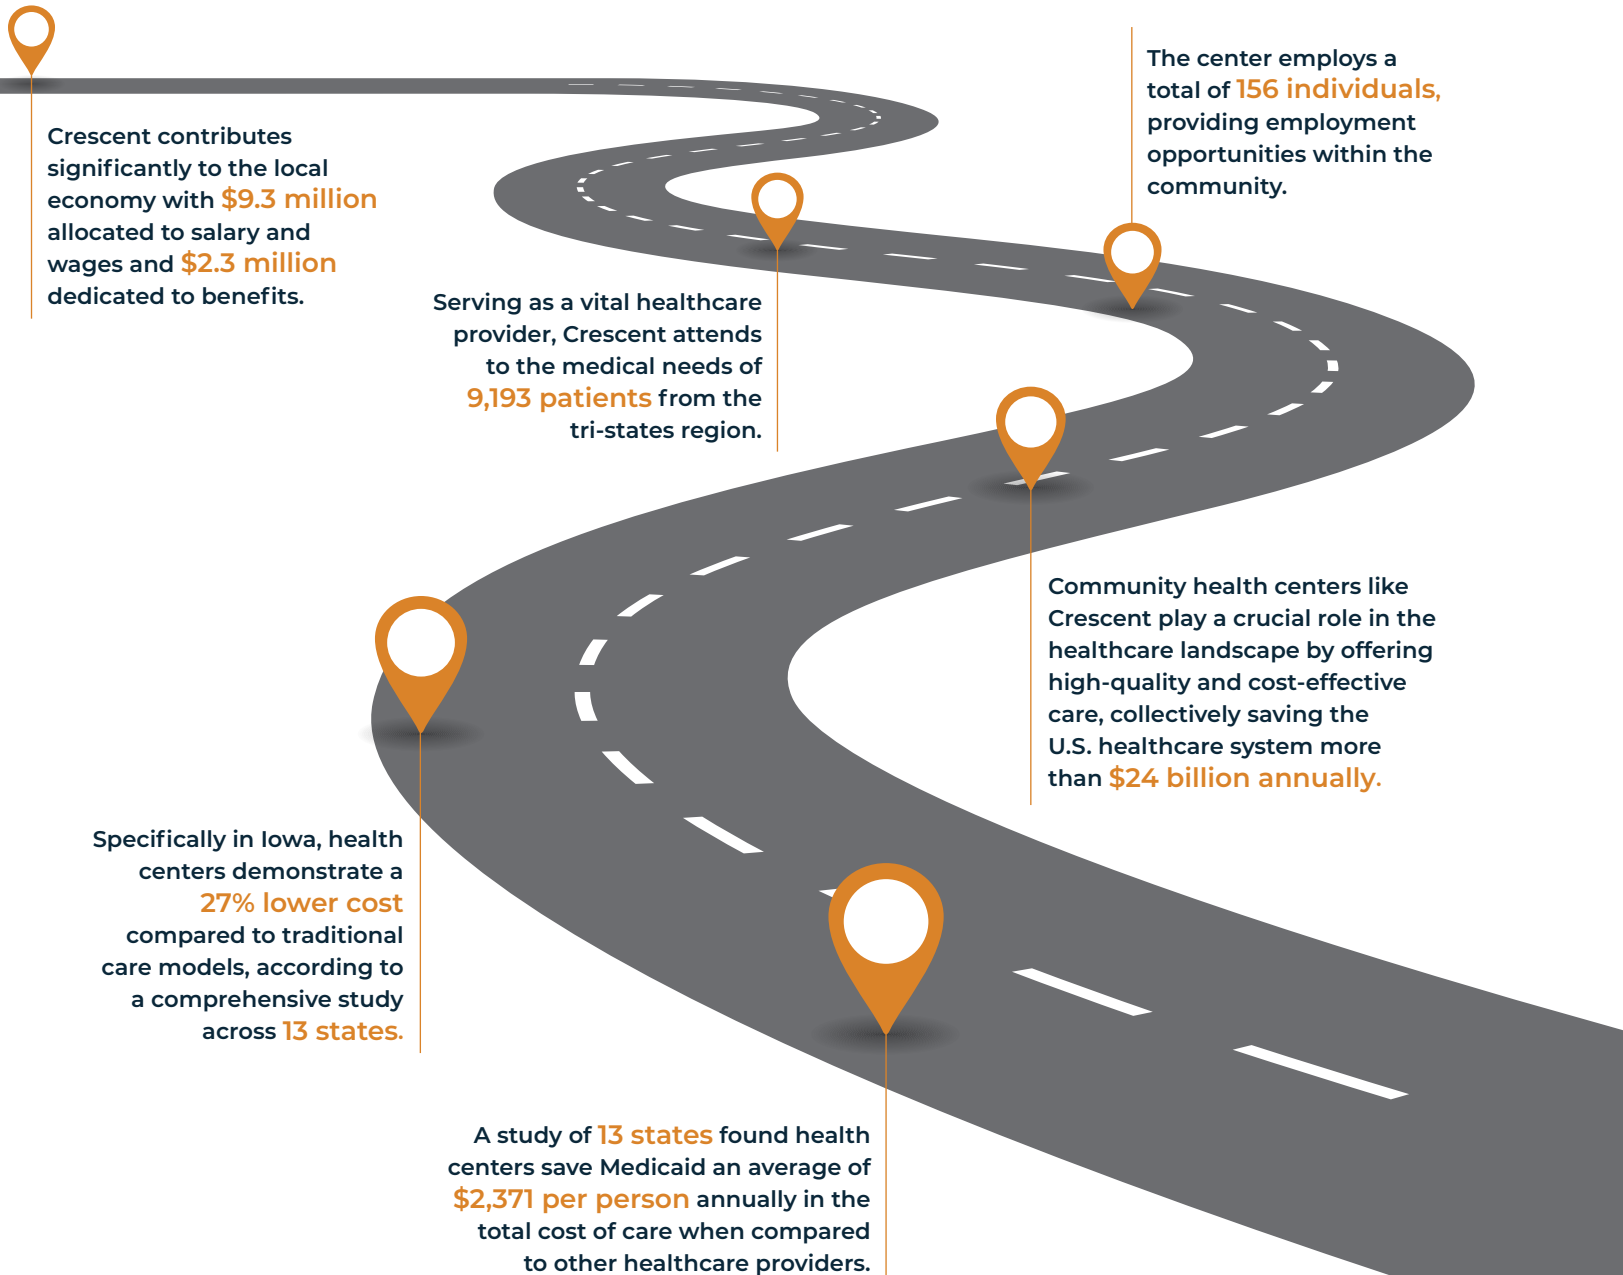 Crescent contributes
significantly to the local
economy with $9.3 million
allocated to salary and
wages and $2.3 million
dedicated to benefits.
Serving as a vital healthcare
provider, Crescent attends
to the medical needs of
9,193 patients from the
tri-states region.
The center employs a
total of 156 individuals,
providing employment
opportunities within the
community.
Community health centers like
Crescent play a crucial role in the
healthcare landscape by offering
high-quality and cost-effective
care, collectively saving the
U.S. healthcare system more
than $24 billion annually.
Specifically in Iowa, health
centers demonstrate a
27% lower cost
compared to traditional
care models, according to
a comprehensive study
across 13 states.
A study of 13 states found health
centers save Medicaid an average of
$2,371 per person annually in the
total cost of care when compared
to other healthcare providers.